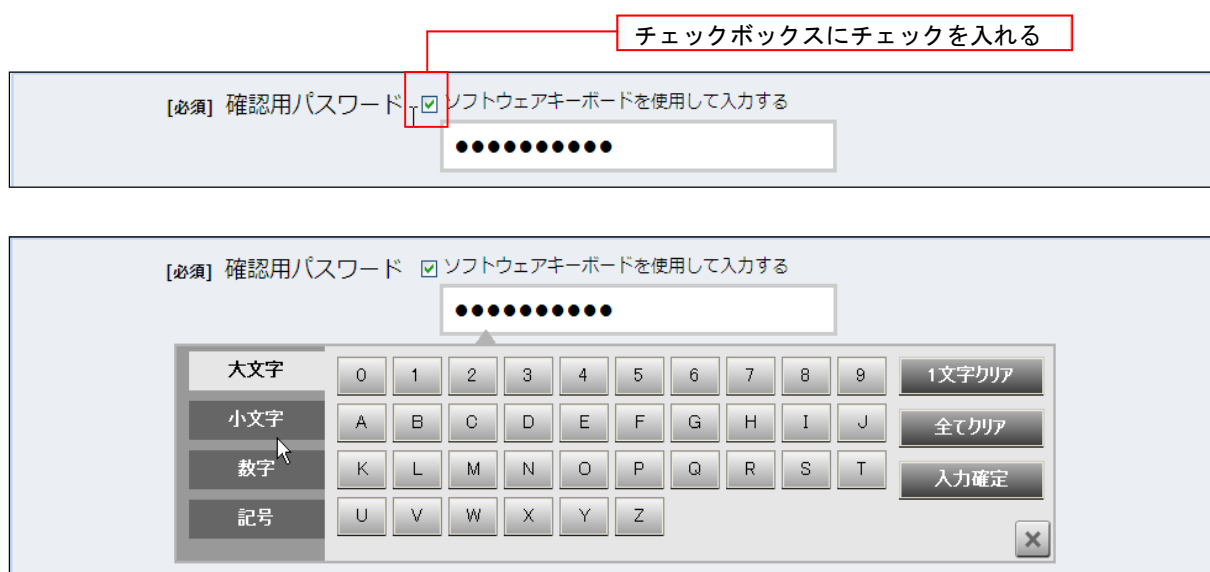 チェックボックスにチェックを入れる
[必須] 確認用パスワード ソフトウェアキーボードを使用して入力する
●●●●●●●●●●
[必須] 確認用パスワード ソフトウェアキーボードを使用して入力する
●●●●●●●●●●
大文字 0 1 2 3 4 5 6 7 8 9 1文字クリア
小文字 A B C D E F G H I J 全てクリア
数字 K L M N O P Q R S T 入力確定
記号 U V W X Y Z
×